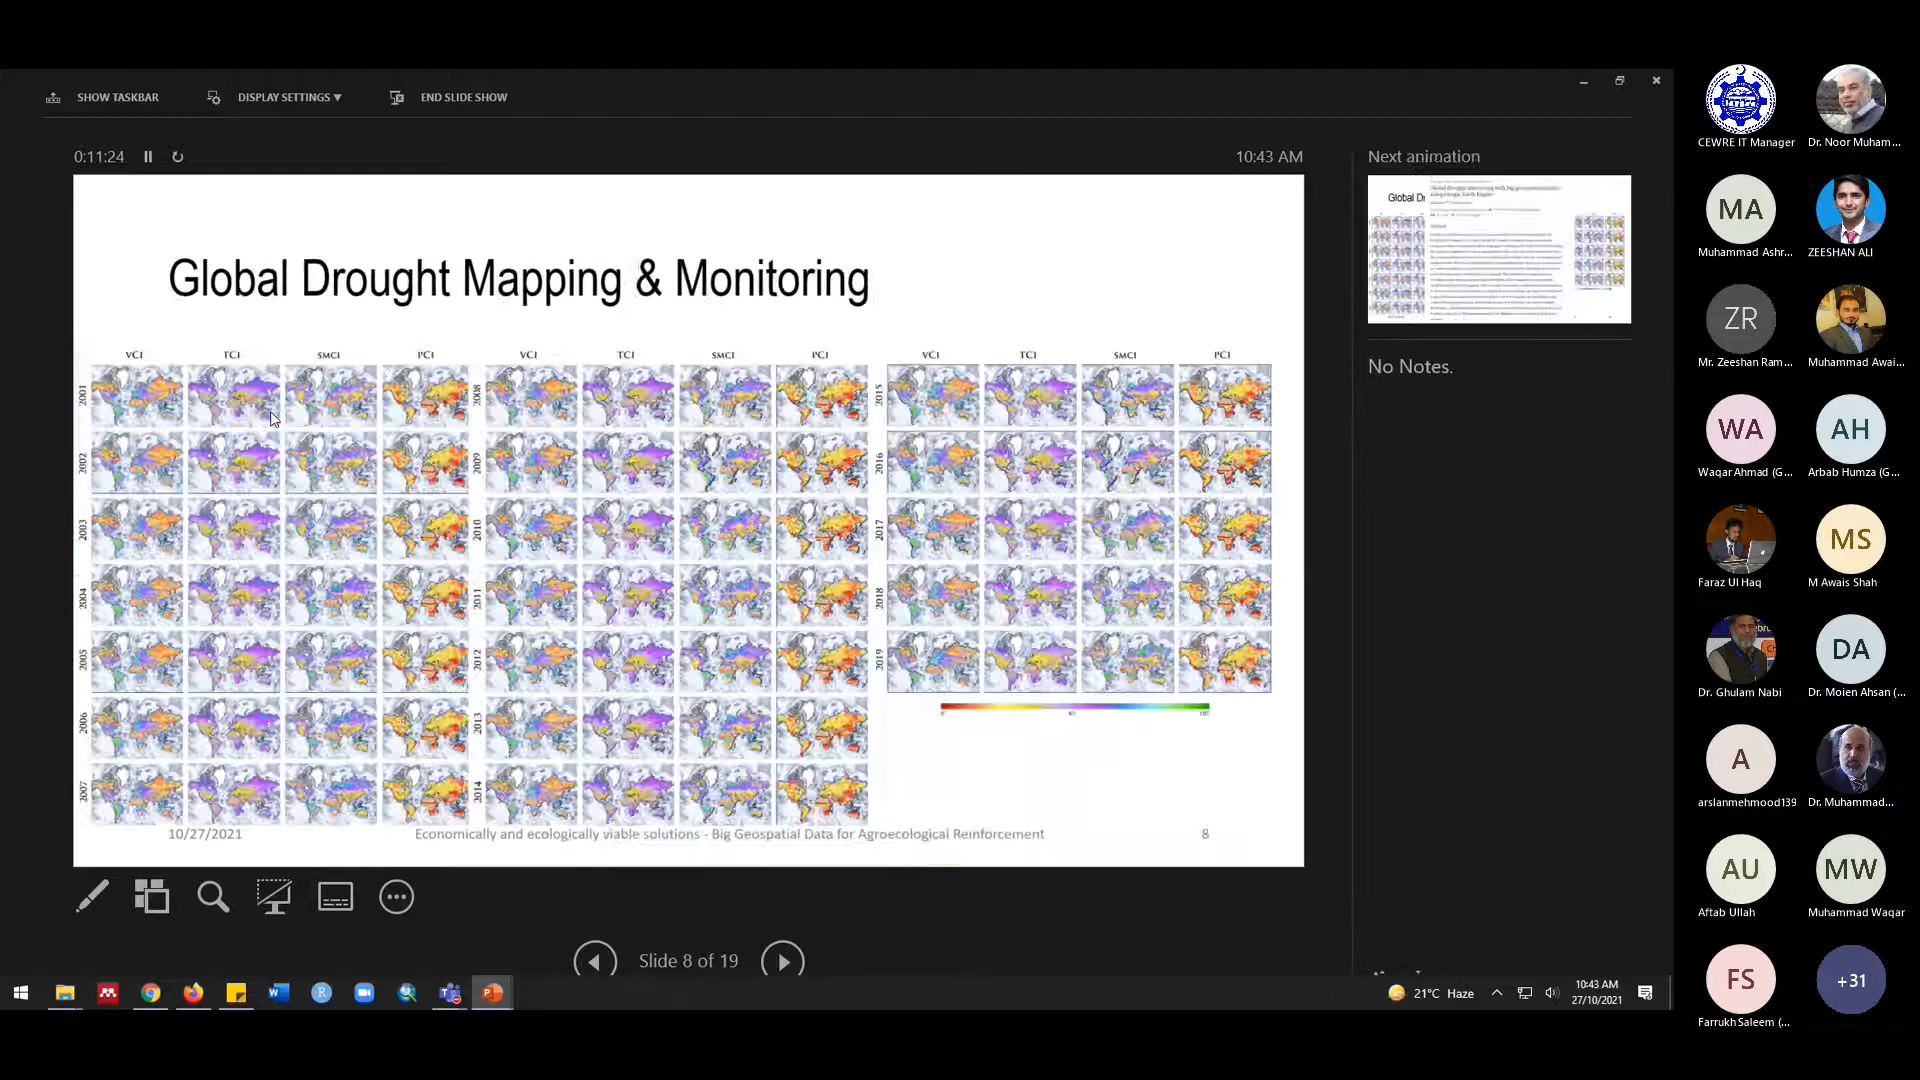 SHOW TASKBAR
DISPLAY SETTINGS ▼
END SLIDE SHOW
0:11:24
10:43 AM
Next animation
Global Drought Mapping & Monitoring
VCI TCI SMCI PCI VCI TCI SMCI PCI VCI TCI SMCI PCI
2001 2008 2015
2002 2009 2016
2003 2010 2017
2004 2011 2018
2005 2012 2019
2006 2013
2007 2014
10/27/2021
Economically and ecologically viable solutions - Big Geospatial Data for Agroecological Reinforcement
8
No Notes.
Slide 8 of 19
21°C Haze
10:43 AM
27/10/2021
CEWRE IT Manager
Dr. Noor Muham...
MA
Muhammad Ashr...
ZEESHAN ALI
ZR
Mr. Zeeshan Ram...
Muhammad Awai...
WA
Waqar Ahmad (G...
AH
Arbab Humza (G...
Faraz Ul Haq
MS
M Awais Shah
Dr. Ghulam Nabi
DA
Dr. Moien Ahsan (...
A
arslanmehmood139
Dr. Muhammad...
AU
Aftab Ullah
MW
Muhammad Waqar
FS
Farrukh Saleem (...
+31